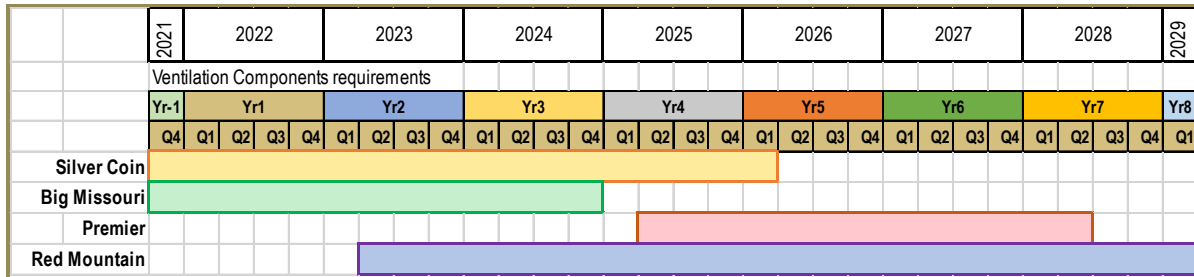 2021 2022 2023 2024 2025 2026 2027 2028 2029
Ventilation Components requirements
Yr-1 Yr1 Yr2 Yr3 Yr4 Yr5 Yr6 Yr7 Yr8
Q4 Q1 Q2 Q3 Q4 Q1 Q2 Q3 Q4 Q1 Q2 Q3 Q4 Q1 Q2 Q3 Q4 Q1 Q2 Q3 Q4 Q1 Q2 Q3 Q4 Q1 Q2 Q3 Q4 Q1
Silver Coin
Big Missouri
Premier
Red Mountain